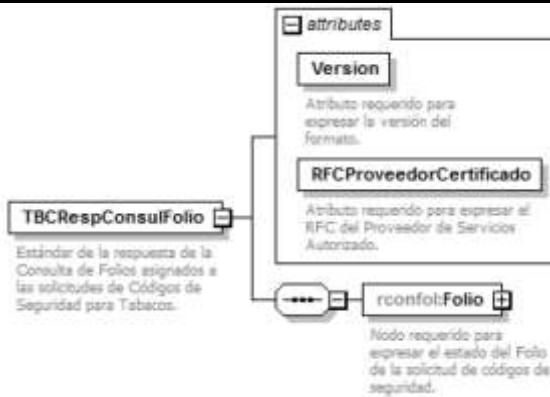 attributes
Version
Atributo requerido para
expresar la versión del
formato.
RFCProveedorCertificado
Atributo requerido para expresar el
RFC del Proveedor de Servicios
Autorizado.
TBCRespConsulFolio
Estándar de la respuesta de la
Consulta de Folios asignados a
las solicitudes de Códigos de
Seguridad para Tabacos.
rconfol:Folio
Nodo requerido para
expresar el estado del Folio
de la solicitud de códigos de
seguridad.